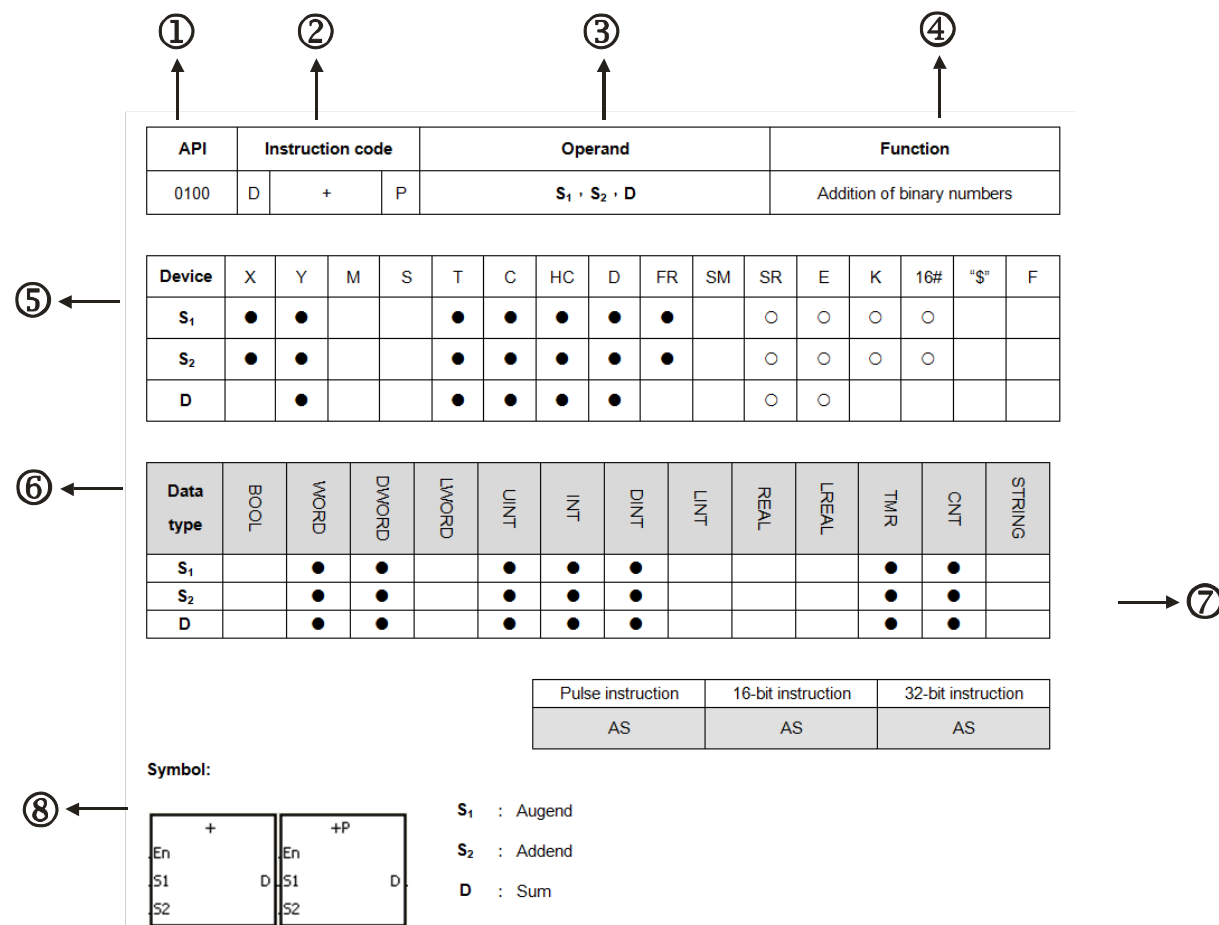 ① ② ③ ④
API Instruction code Operand Function
0100 D + P S₁ , S₂ , D Addition of binary numbers
⑤
Device X Y M S T C HC D FR SM SR E K 16# “$” F
S₁ ● ● ● ● ● ● ● ○ ○ ○ ○
S₂ ● ● ● ● ● ● ● ○ ○ ○ ○
D ● ● ● ● ● ○ ○
⑥
Data type BOOL WORD DWORD LWORD UINT INT DINT LINT REAL LREAL TMR CNT STRING
S₁ ● ● ● ● ● ● ●
S₂ ● ● ● ● ● ● ●
D ● ● ● ● ● ● ●
⑦
Pulse instruction 16-bit instruction 32-bit instruction
AS AS AS
Symbol:
⑧
+ +P
En En
S1 D S1 D
S2 S2
S₁ : Augend
S₂ : Addend
D : Sum